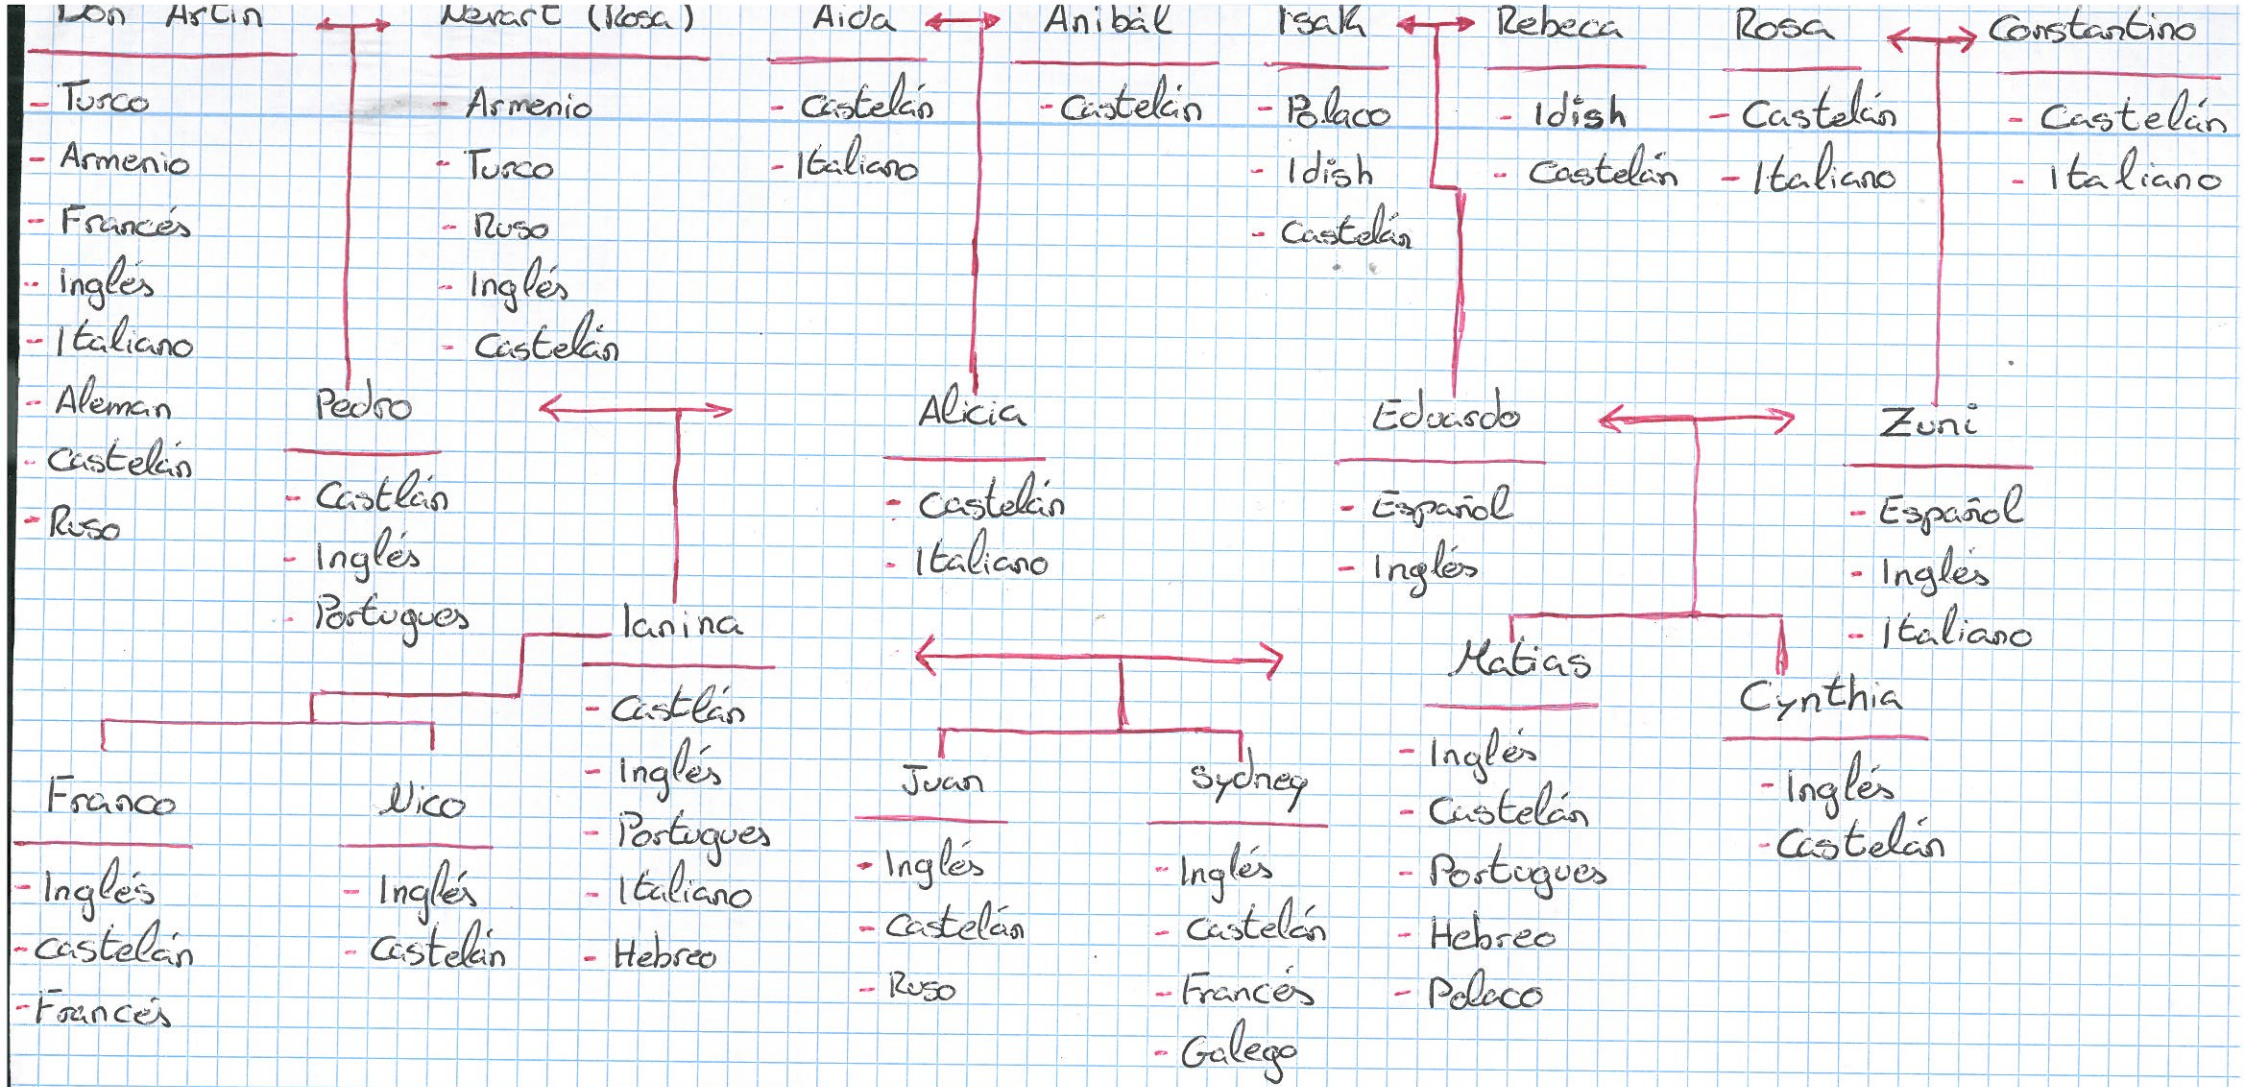 Don Artin
Nevart (Rosa)
Aida
Anibál
Isak
Rebeca
Rosa
Constantino
- Turco
- Armenio
- Francés
- inglés
- Italiano
- Aleman
- Castelán
- Ruso
- Armenio
- Turco
- Ruso
- Inglés
- Castelán
- Castelán
- Italiano
- Castelán
- Polaco
- Idish
- Castelán
- Idish
- Castelán
- Castelán
- Italiano
- Castelán
- Italiano
Pedro
- Castlán
- Inglés
- Portugues
Alicia
- Castelán
- Italiano
Eduardo
- Español
- Inglés
Zuni
- Español
- Inglés
- Italiano
Ianina
- Castlán
- Inglés
- Portugues
- Italiano
- Hebreo
Matias
- Inglés
- Castelán
- Portugues
- Hebreo
- Polaco
Cynthia
- Inglés
- Castelán
Franco
- Inglés
- Castelán
- Francés
Nico
- Inglés
- Castelán
Juan
- Inglés
- Castelán
- Ruso
Sydney
- Inglés
- Castelán
- Francés
- Galego